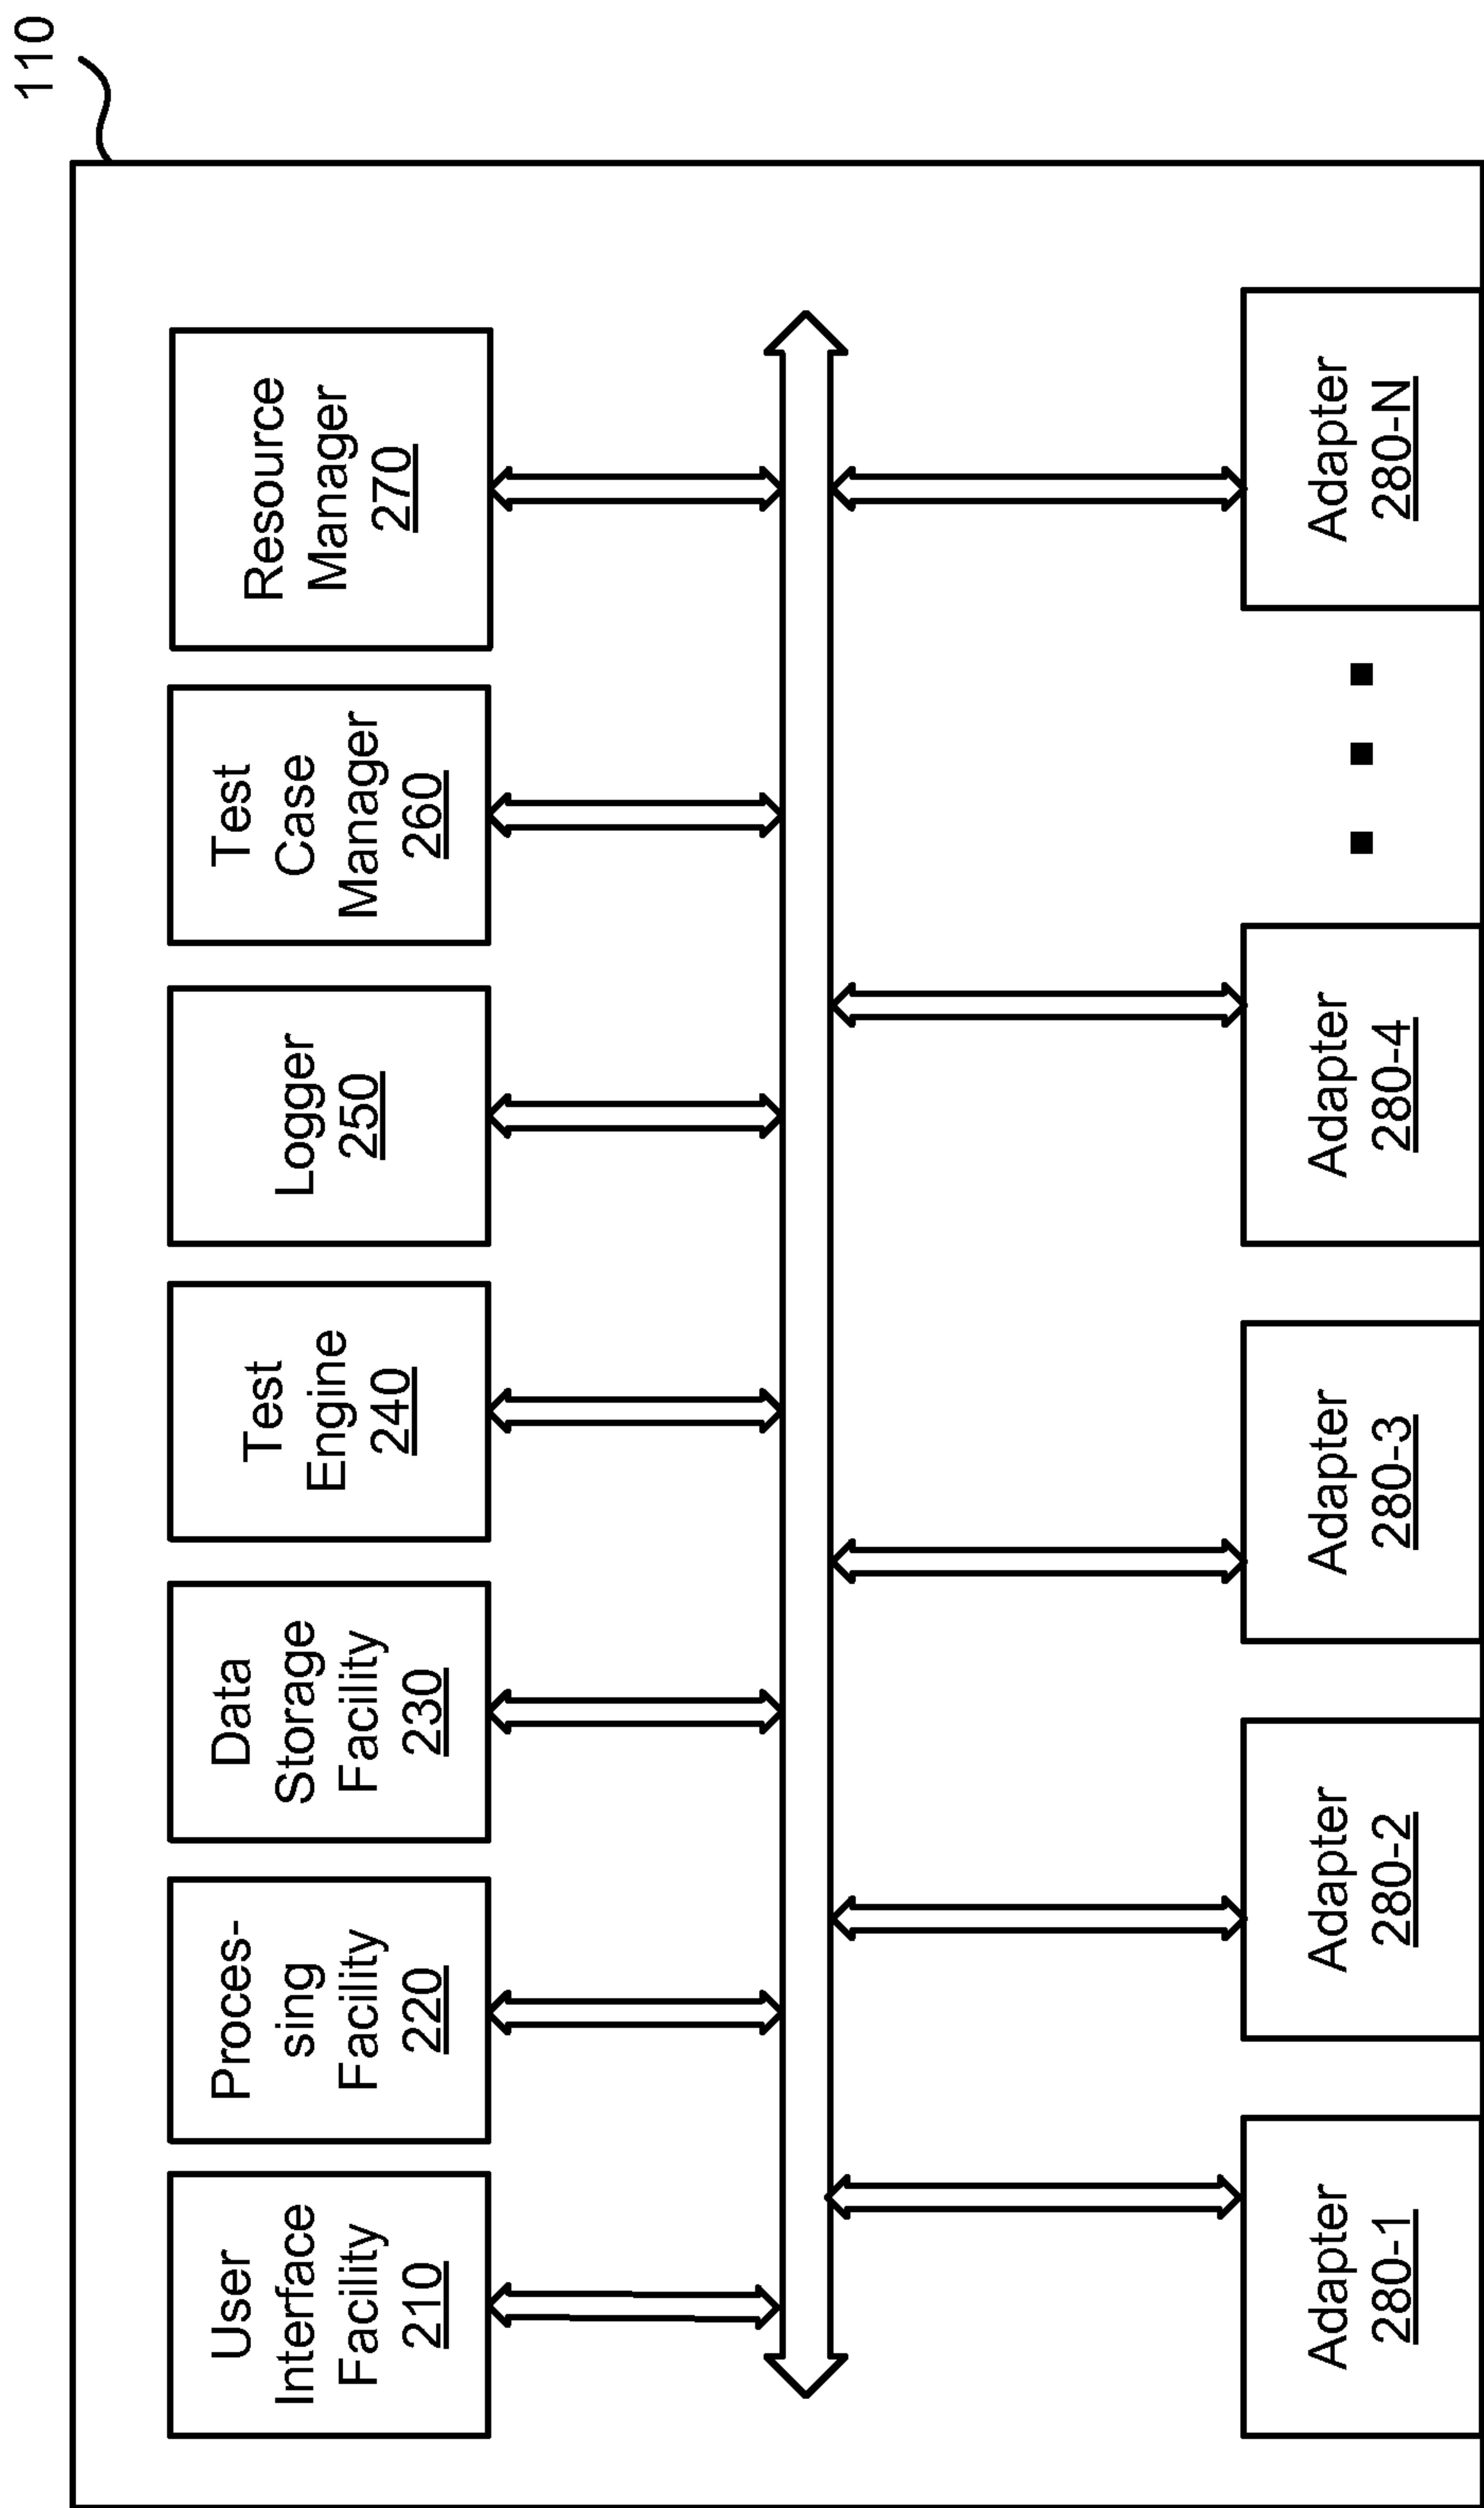 110
User
Interface
Facility
210
Proces-
sing
Facility
220
Data
Storage
Facility
230
Test
Engine
240
Logger
250
Test
Case
Manager
260
Resource
Manager
270
Adapter
280-1
Adapter
280-2
Adapter
280-3
Adapter
280-4
Adapter
280-N